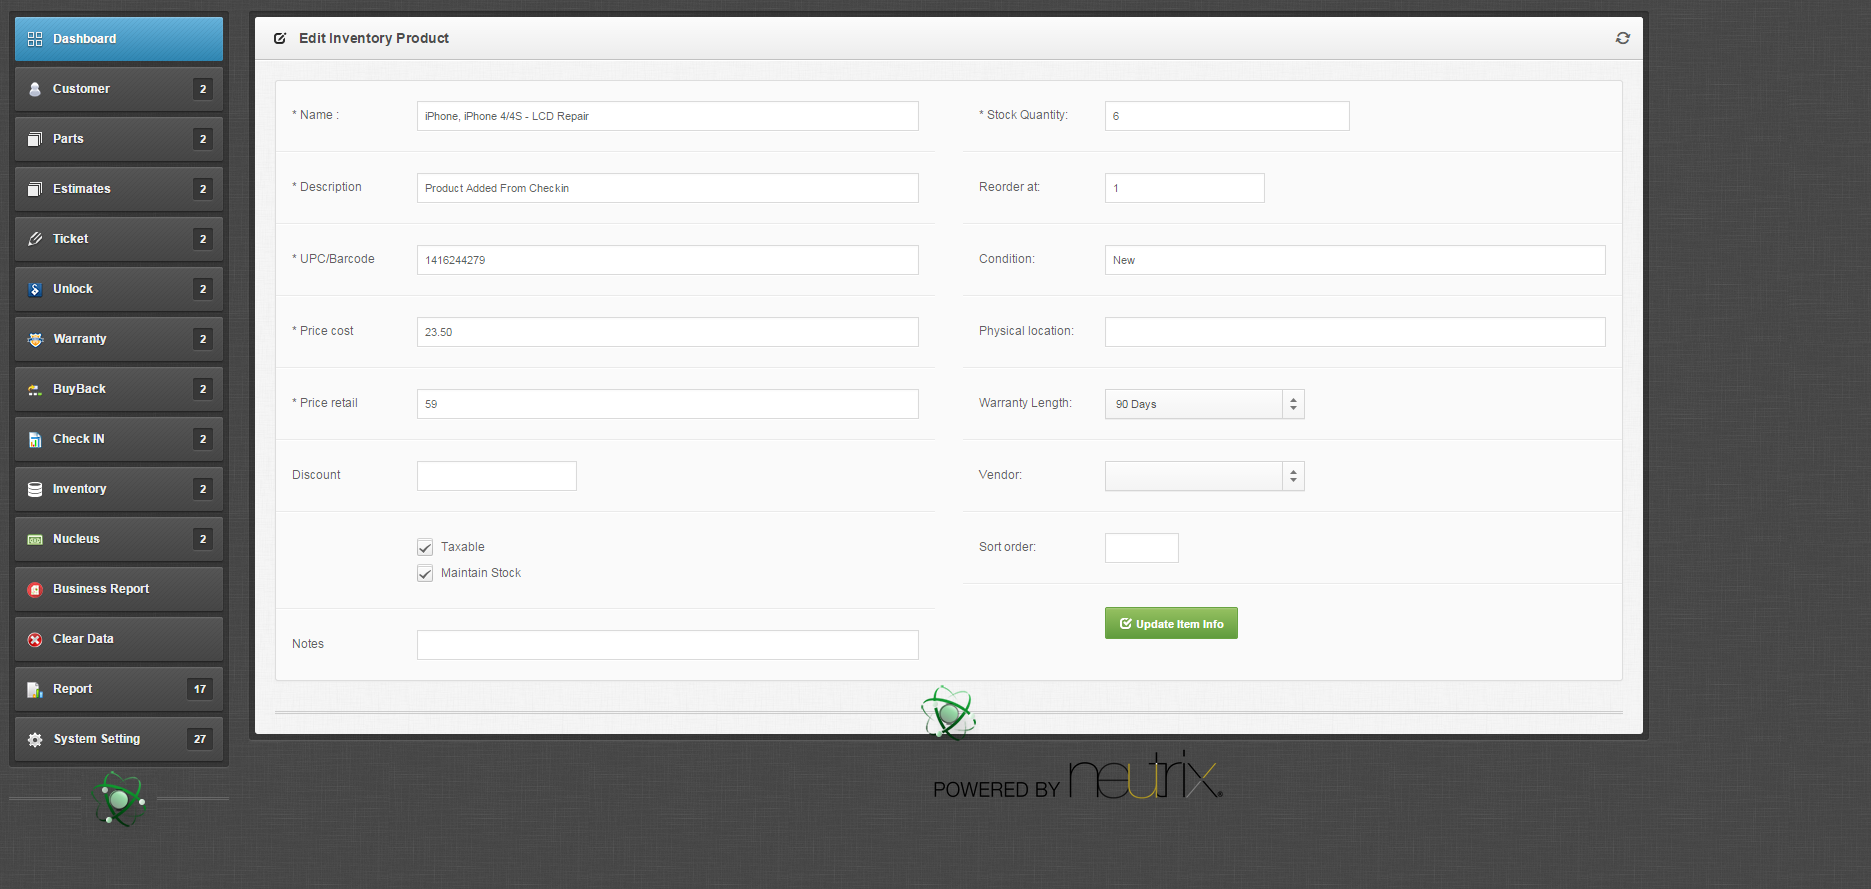 Dashboard
Customer 2
Parts 2
Estimates 2
Ticket 2
Unlock 2
Warranty 2
BuyBack 2
Check IN 2
Inventory 2
Nucleus 2
Business Report
Clear Data
Report 17
System Setting 27
Edit Inventory Product
* Name : iPhone, iPhone 4/4S - LCD Repair
* Description Product Added From Checkin
* UPC/Barcode 1416244279
* Price cost 23.50
* Price retail 59
Discount
Taxable
Maintain Stock
Notes
* Stock Quantity: 6
Reorder at: 1
Condition: New
Physical location:
Warranty Length: 90 Days
Vendor:
Sort order:
Update Item Info
POWERED BY neutrix®